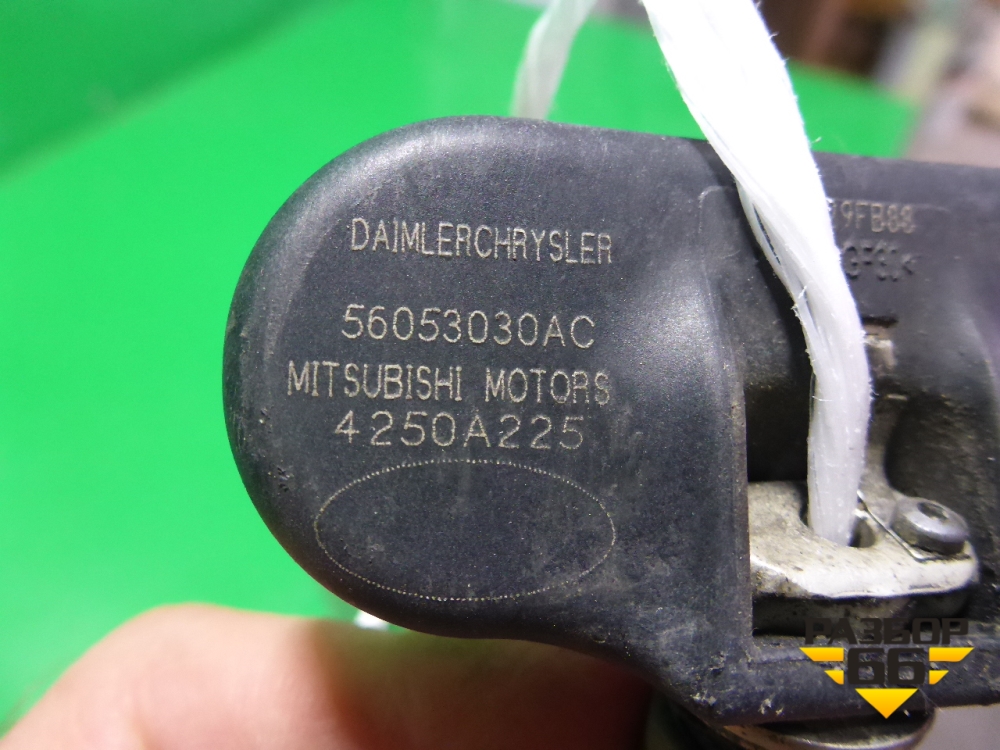 DAIMLERCHRYSLER
56053030AC
MITSUBISHI MOTORS
4250A225
РАЗБОР
66